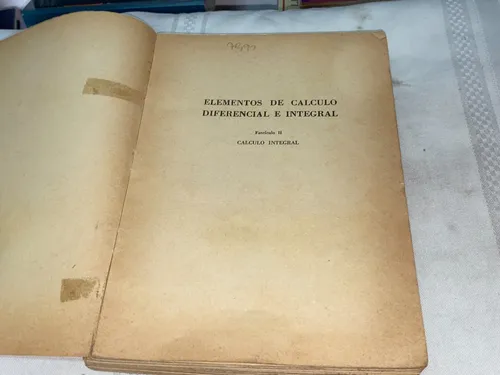 ELEMENTOS DE CALCULO
DIFERENCIAL E INTEGRAL
Fascículo II
CALCULO INTEGRAL